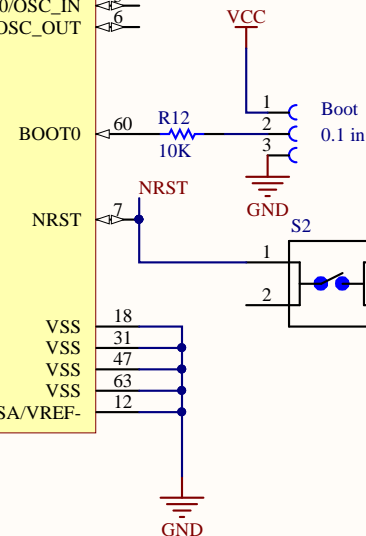 0/OSC_IN
OSC_OUT
6
VCC
BOOT0
60
R12
10K
1
2
3
Boot
0.1 in
GND
NRST
NRST
7
S2
1
2
VSS
18
VSS
31
VSS
47
VSS
63
SA/VREF-
12
GND